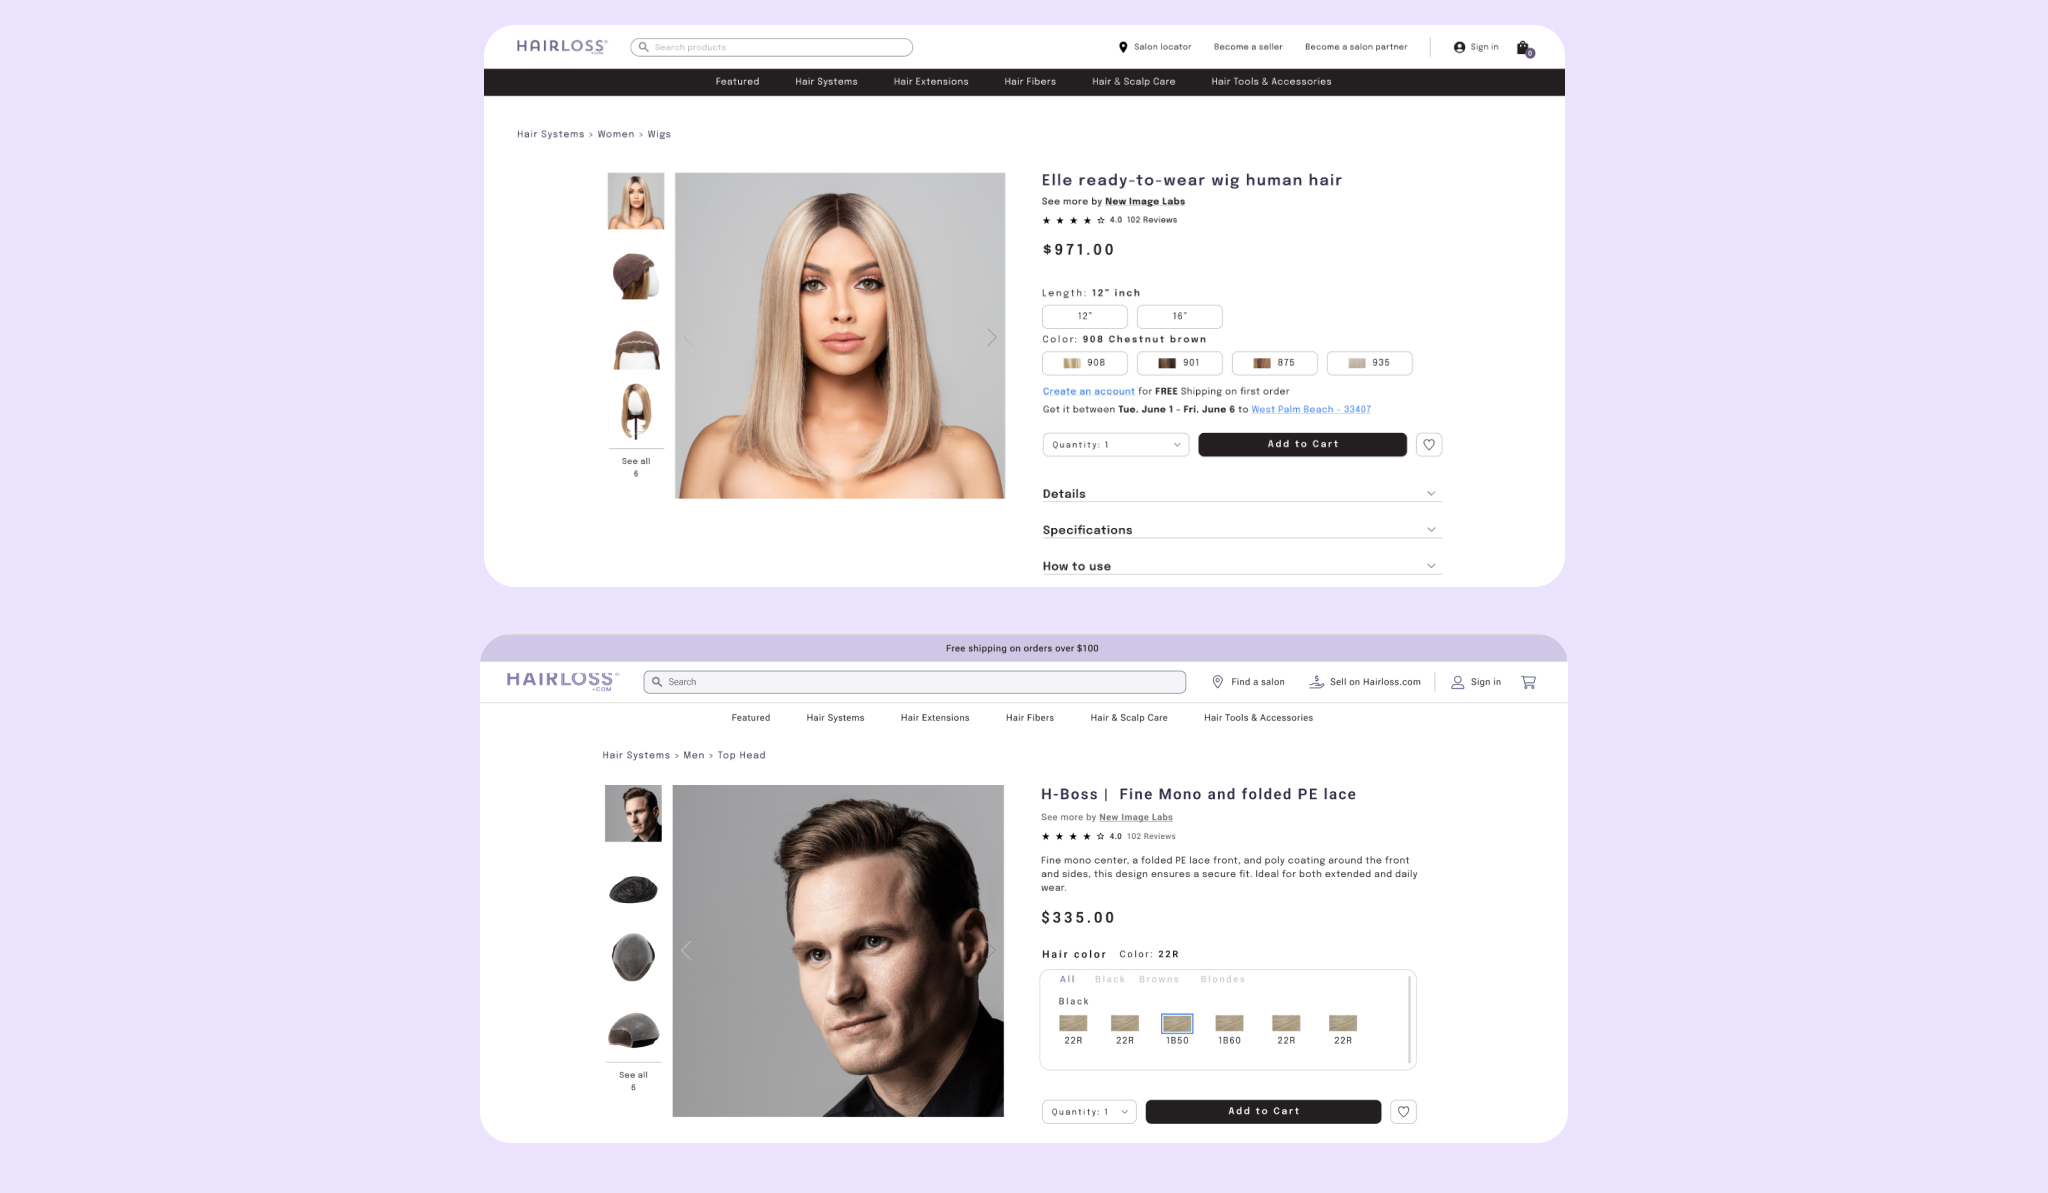 HAIRLOSS®
.COM
Search products
Salon locator
Become a seller
Become a salon partner
Sign in
0
Featured
Hair Systems
Hair Extensions
Hair Fibers
Hair & Scalp Care
Hair Tools & Accessories
Hair Systems > Women > Wigs
See all
6
Elle ready-to-wear wig human hair
See more by New Image Labs
4.0 102 Reviews
$971.00
Length: 12" inch
12"
16"
Color: 908 Chestnut brown
908
901
875
935
Create an account for FREE Shipping on first order
Get it between Tue. June 1 - Fri. June 6 to West Palm Beach - 33407
Quantity: 1
Add to Cart
Details
Specifications
How to use
Free shipping on orders over $100
HAIRLOSS®
.COM
Search
Find a salon
Sell on Hairloss.com
Sign in
Featured
Hair Systems
Hair Extensions
Hair Fibers
Hair & Scalp Care
Hair Tools & Accessories
Hair Systems > Men > Top Head
See all
6
H-Boss | Fine Mono and folded PE lace
See more by New Image Labs
4.0 102 Reviews
Fine mono center, a folded PE lace front, and poly coating around the front
and sides, this design ensures a secure fit. Ideal for both extended and daily
wear.
$335.00
Hair color Color: 22R
All Black Browns Blondes
Black
22R
22R
1B50
1B60
22R
22R
Quantity: 1
Add to Cart